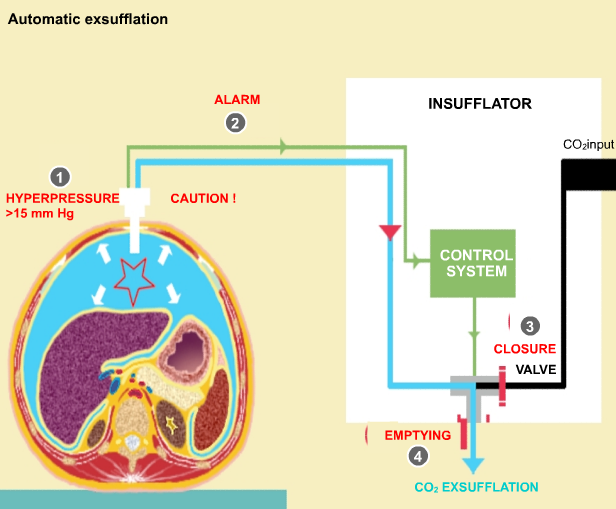 Automatic exsufflation
ALARM
2
INSUFFLATOR
CO₂input
1
HYPERPRESSURE
>15 mm Hg
CAUTION !
CONTROL
SYSTEM
3
CLOSURE
VALVE
EMPTYING
4
CO₂ EXSUFFLATION